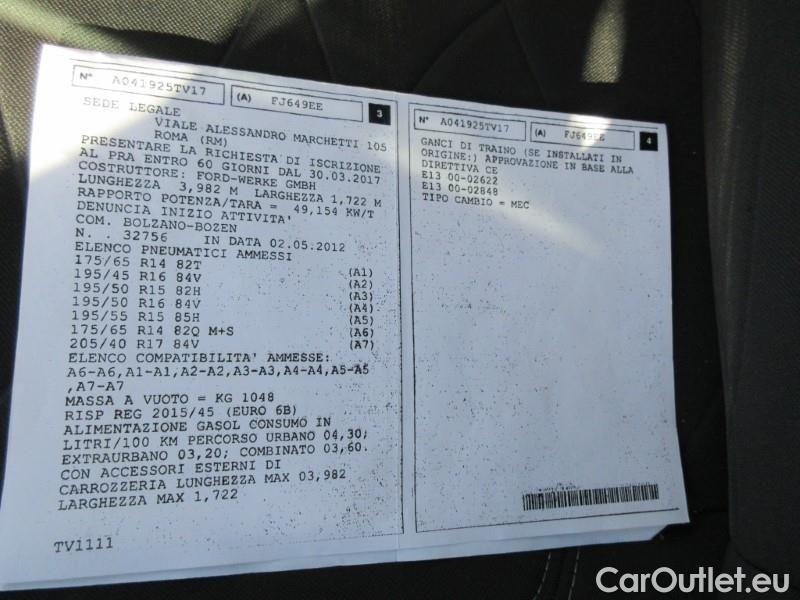 N° A041925TV17 (A) FJ649EE 3
SEDE LEGALE
VIALE ALESSANDRO MARCHETTI 105
ROMA (RM)
PRESENTARE LA RICHIESTA DI ISCRIZIONE
AL PRA ENTRO 60 GIORNI DAL 30.03.2017
COSTRUTTORE: FORD-WERKE GMBH
LUNGHEZZA 3,982 M LARGHEZZA 1,722 M
RAPPORTO POTENZA/TARA = 49,154 KW/T
DENUNCIA INIZIO ATTIVITA'
COM. BOLZANO-BOZEN
N. . 32756 IN DATA 02.05.2012
ELENCO PNEUMATICI AMMESSI
175/65 R14 82T (A1)
195/45 R16 84V (A2)
195/50 R15 82H (A3)
195/50 R16 84V (A4)
195/55 R15 85H (A5)
175/65 R14 82Q M+S (A6)
205/40 R17 84V (A7)
ELENCO COMPATIBILITA' AMMESSE:
A6-A6,A1-A1,A2-A2,A3-A3,A4-A4,A5-A5
,A7-A7
MASSA A VUOTO = KG 1048
RISP REG 2015/45 (EURO 6B)
ALIMENTAZIONE GASOL CONSUMO IN
LITRI/100 KM PERCORSO URBANO 04,30;
EXTRAURBANO 03,20; COMBINATO 03,60.
CON ACCESSORI ESTERNI DI
CARROZZERIA LUNGHEZZA MAX 03,982
LARGHEZZA MAX 1,722
TV1111
N° A041925TV17 (A) FJ649EE 4
GANCI DI TRAINO (SE INSTALLATI IN
ORIGINE:) APPROVAZIONE IN BASE ALLA
DIRETTIVA CE
E13 00-02622
E13 00-02848
TIPO CAMBIO = MEC
CarOutlet.eu